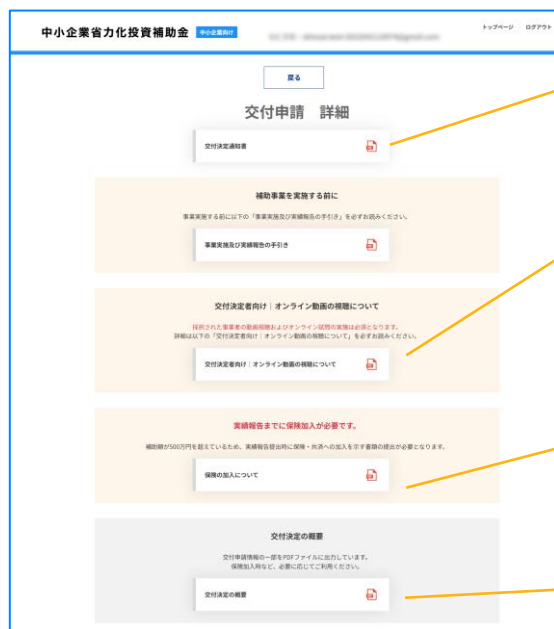 中小企業省力化投資補助金 中小企業向け
トップページ ログアウト
戻る
交付申請 詳細
交付決定通知書
補助事業を実施する前に
事業実施する前に以下の「事業実施及び実績報告の手引き」を必ずお読みください。
事業実施及び実績報告の手引き
交付決定者向け｜オンライン動画の視聴について
採択された事業者の動画視聴およびオンライン試問の実施は必須となります。
詳細は以下の「交付決定者向け｜オンライン動画の視聴について」を必ずお読みください。
交付決定者向け｜オンライン動画の視聴について
実績報告までに保険加入が必要です。
補助額が500万円を超えているため、実績報告提出時に保険・共済への加入を示す書類の提出が必要となります。
保険の加入について
交付決定の概要
交付申請情報の一部をPDFファイルに出力しています。
保険加入時など、必要に応じてご利用ください。
交付決定の概要